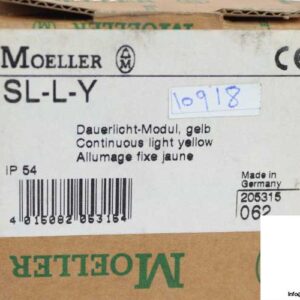 MOELLER
CE
SL-L-Y
10918
Dauerlicht-Modul, gelb
Continuous light yellow
Allumage fixe jaune
IP 54
Made in
Germany
205315
062
4 015082 053154
MOELLER